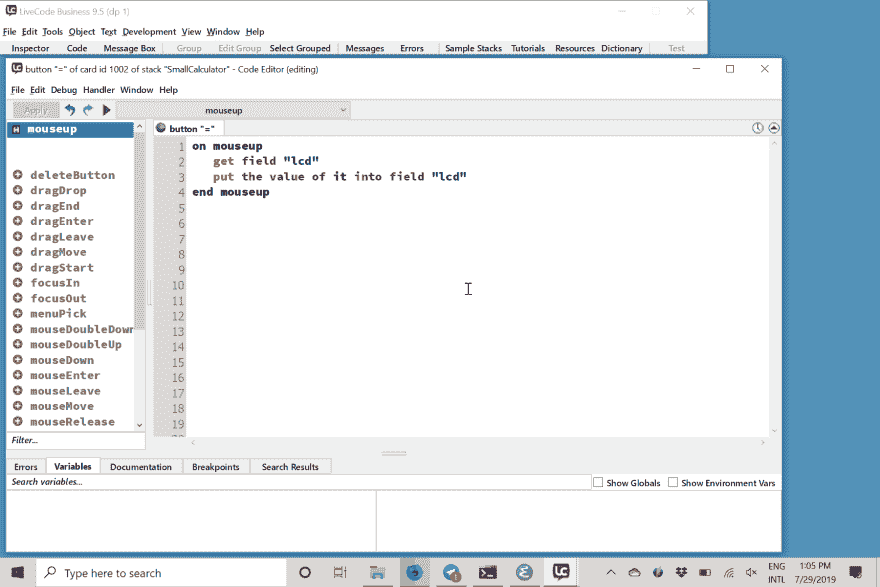 LiveCode Business 9.5 (dp 1)
File Edit Tools Object Text Development View Window Help
Inspector Code Message Box Group Edit Group Select Grouped Messages Errors Sample Stacks Tutorials Resources Dictionary Test
button "=" of card id 1002 of stack "SmallCalculator" - Code Editor (editing)
File Edit Debug Handler Window Help
Apply mouseup
M mouseup
button "="
1 on mouseup
2 get field "lcd"
3 put the value of it into field "lcd"
4 end mouseup
5
6
7
8
9
10
11
12
13
14
15
16
17
18
19
deleteButton
dragDrop
dragEnd
dragEnter
dragLeave
dragMove
dragStart
focusIn
focusOut
menuPick
mouseDoubleDown
mouseDoubleUp
mouseDown
mouseEnter
mouseLeave
mouseMove
mouseRelease
Filter...
Errors Variables Documentation Breakpoints Search Results
Search variables... Show Globals Show Environment Vars
Type here to search
LC
ENG
INTL
1:05 PM
7/29/2019